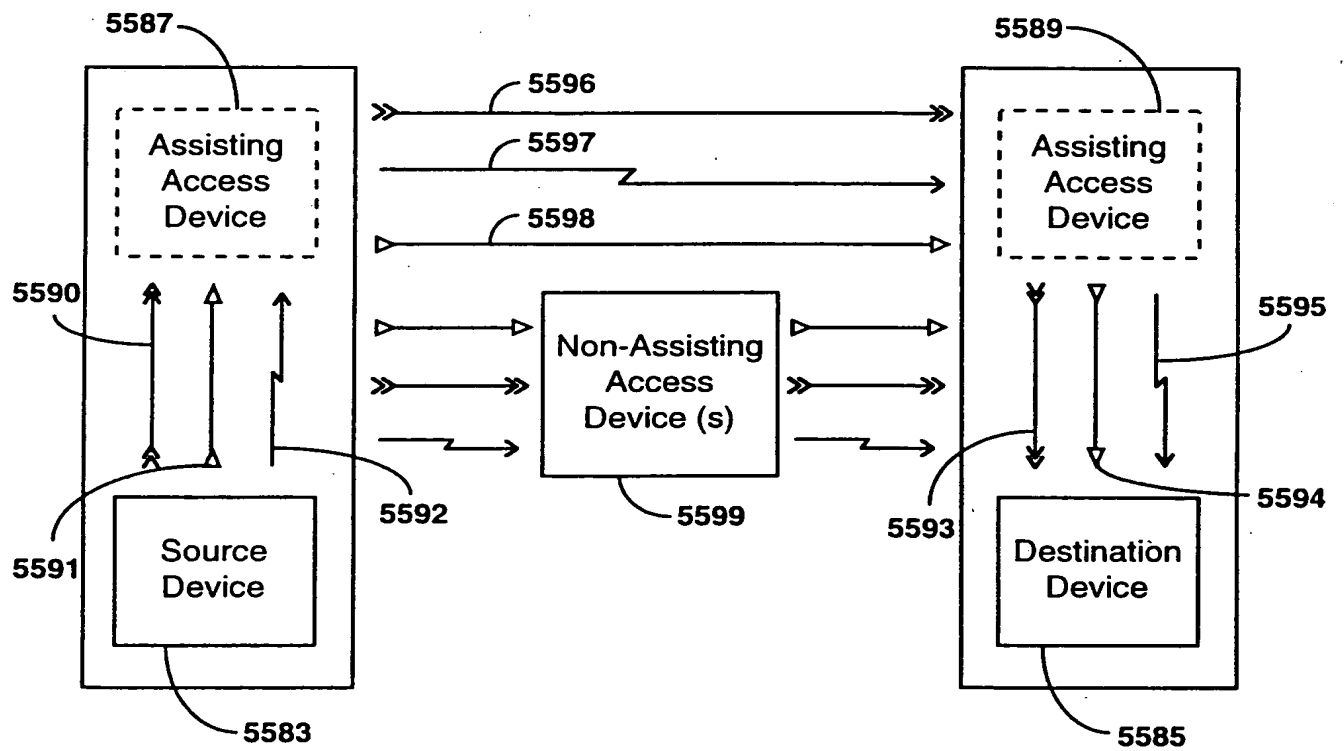 5587
5589
5596
Assisting
Access
Device
5597
Assisting
Access
Device
5598
5590
5595
Non-Assisting
Access
Device (s)
5592
5599
5593
5594
5591
Source
Device
Destination
Device
5583
5585